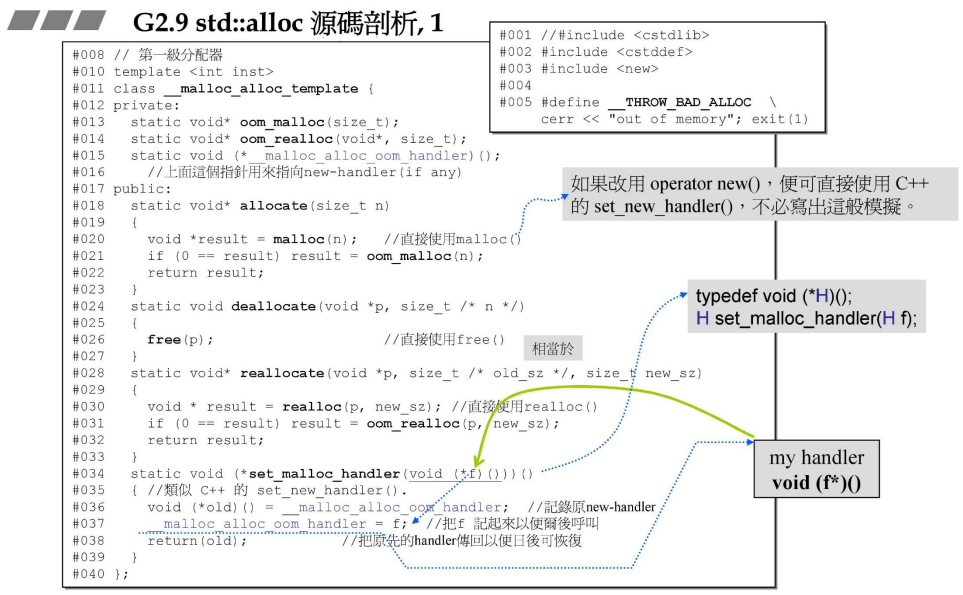 G2.9 std::alloc 源碼剖析, 1
#001 //#include <cstdlib>
#002 #include <cstddef>
#003 #include <new>
#004
#005 #define __THROW_BAD_ALLOC \
cerr << "out of memory"; exit(1)
#008 // 第一級分配器
#010 template <int inst>
#011 class __malloc_alloc_template {
#012 private:
#013 static void* oom_malloc(size_t);
#014 static void* oom_realloc(void*, size_t);
#015 static void (*__malloc_alloc_oom_handler)();
#016 //上面這個指針用來指向new-handler(if any)
#017 public:
#018 static void* allocate(size_t n)
#019 {
#020 void *result = malloc(n); //直接使用malloc()
#021 if (0 == result) result = oom_malloc(n);
#022 return result;
#023 }
#024 static void deallocate(void *p, size_t /* n */)
#025 {
#026 free(p); //直接使用free()
#027 }
#028 static void* reallocate(void *p, size_t /* old_sz */, size_t new_sz)
#029 {
#030 void * result = realloc(p, new_sz); //直接使用realloc()
#031 if (0 == result) result = oom_realloc(p, new_sz);
#032 return result;
#033 }
#034 static void (*set_malloc_handler(void (*f)()))()
#035 { //類似 C++ 的 set_new_handler().
#036 void (*old)() = __malloc_alloc_oom_handler; //記錄原new-handler
#037 __malloc_alloc_oom_handler = f; //把f 記起來以便爾後呼叫
#038 return(old); //把原先的handler傳回以便日後可恢復
#039 }
#040 };
如果改用 operator new()，便可直接使用 C++
的 set_new_handler()，不必寫出這般模擬。
typedef void (*H)();
H set_malloc_handler(H f);
相當於
my handler
void (f*)()